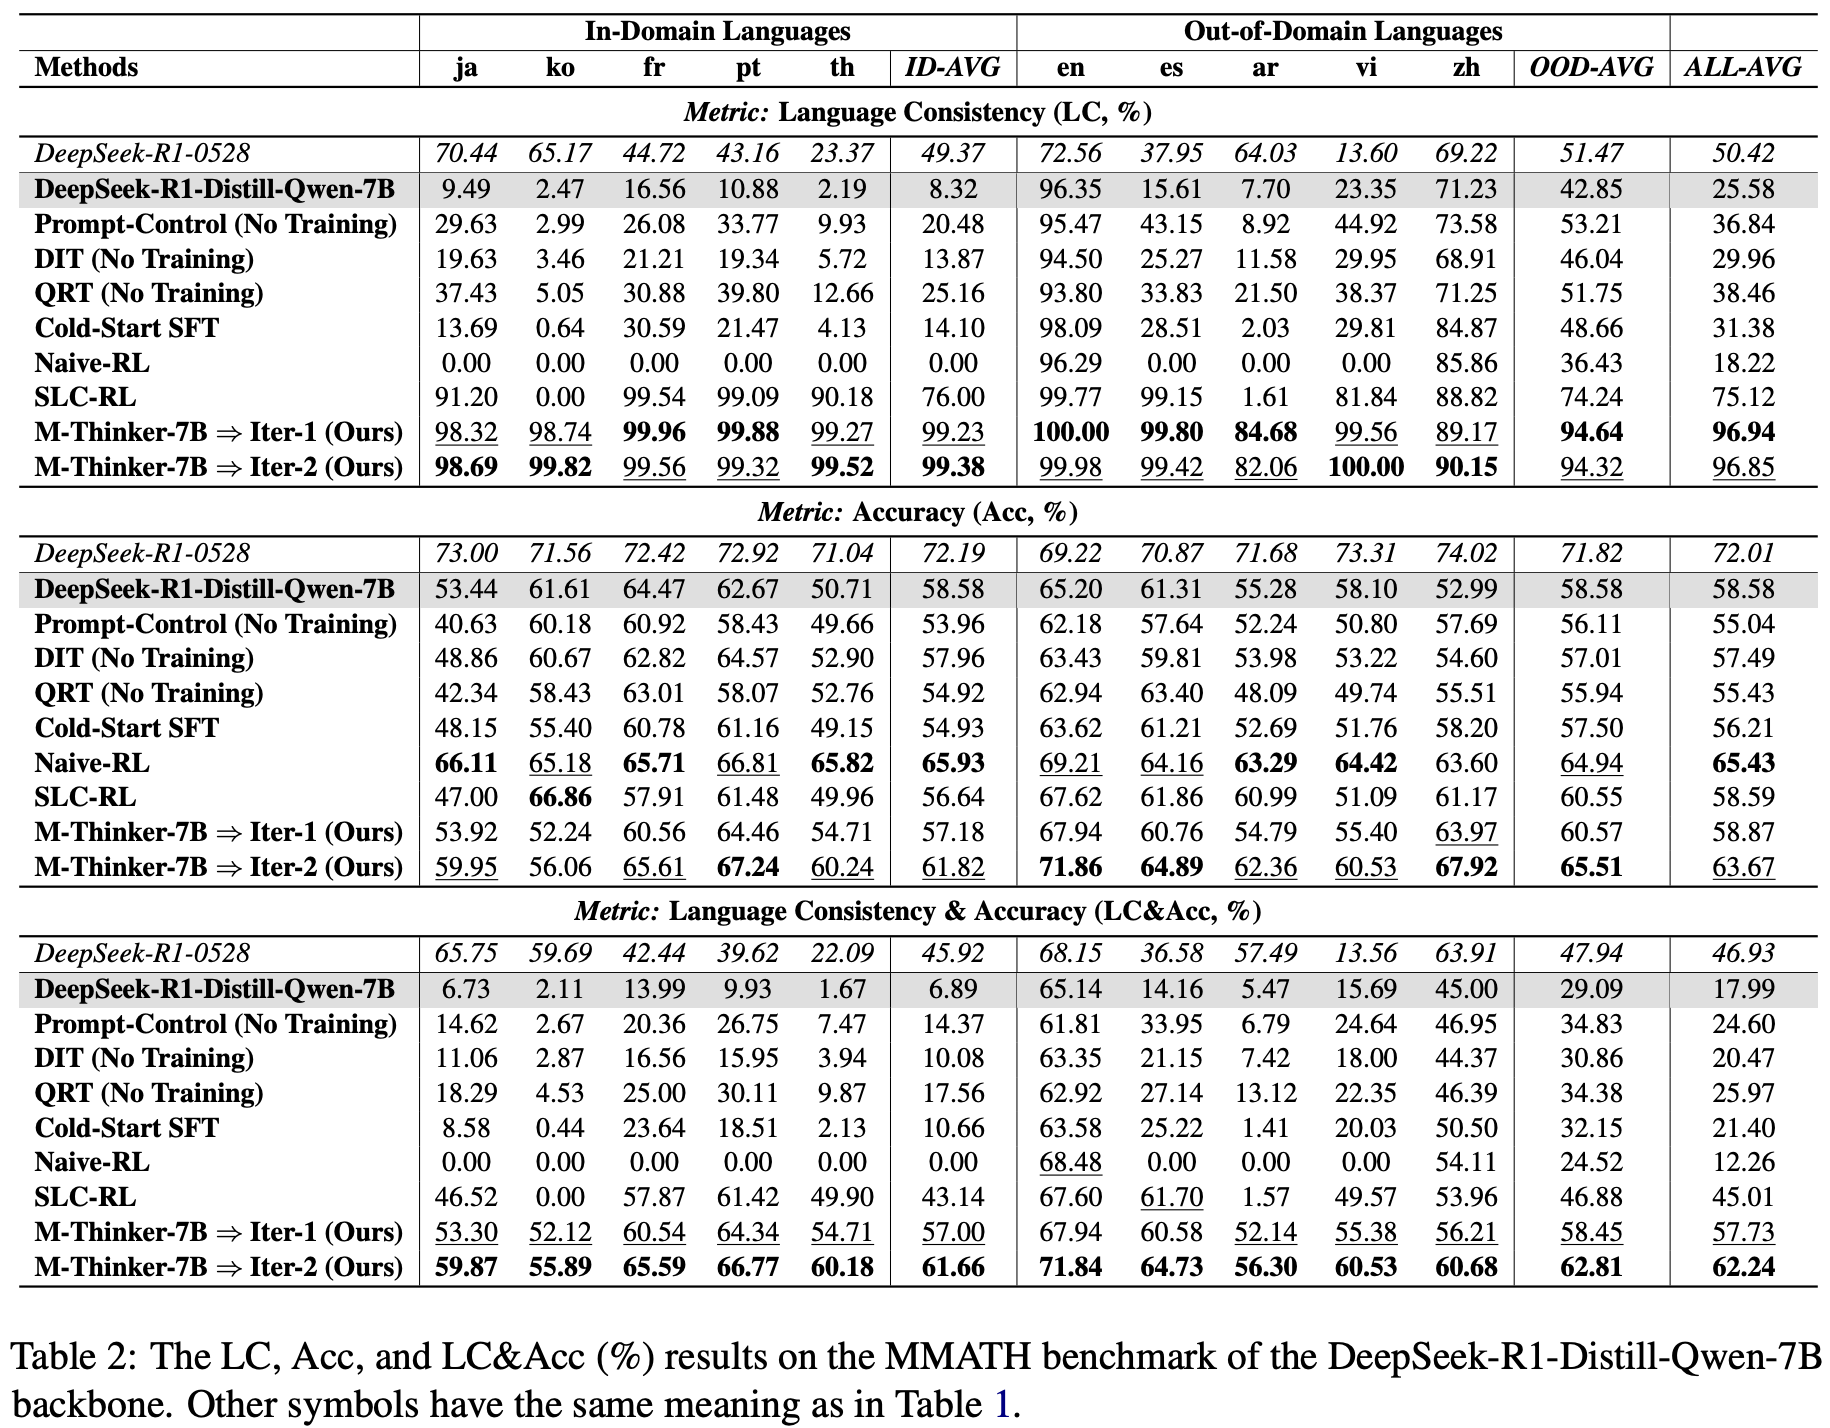 In-Domain Languages Out-of-Domain Languages
Methods ja ko fr pt th ID-AVG en es ar vi zh OOD-AVG ALL-AVG
Metric: Language Consistency (LC, %)
DeepSeek-R1-0528 70.44 65.17 44.72 43.16 23.37 49.37 72.56 37.95 64.03 13.60 69.22 51.47 50.42
DeepSeek-R1-Distill-Qwen-7B 9.49 2.47 16.56 10.88 2.19 8.32 96.35 15.61 7.70 23.35 71.23 42.85 25.58
Prompt-Control (No Training) 29.63 2.99 26.08 33.77 9.93 20.48 95.47 43.15 8.92 44.92 73.58 53.21 36.84
DIT (No Training) 19.63 3.46 21.21 19.34 5.72 13.87 94.50 25.27 11.58 29.95 68.91 46.04 29.96
QRT (No Training) 37.43 5.05 30.88 39.80 12.66 25.16 93.80 33.83 21.50 38.37 71.25 51.75 38.46
Cold-Start SFT 13.69 0.64 30.59 21.47 4.13 14.10 98.09 28.51 2.03 29.81 84.87 48.66 31.38
Naive-RL 0.00 0.00 0.00 0.00 0.00 0.00 96.29 0.00 0.00 0.00 85.86 36.43 18.22
SLC-RL 91.20 0.00 99.54 99.09 90.18 76.00 99.77 99.15 1.61 81.84 88.82 74.24 75.12
M-Thinker-7B ⇒ Iter-1 (Ours) 98.32 98.74 99.96 99.88 99.27 99.23 100.00 99.80 84.68 99.56 89.17 94.64 96.94
M-Thinker-7B ⇒ Iter-2 (Ours) 98.69 99.82 99.56 99.32 99.52 99.38 99.98 99.42 82.06 100.00 90.15 94.32 96.85
Metric: Accuracy (Acc, %)
DeepSeek-R1-0528 73.00 71.56 72.42 72.92 71.04 72.19 69.22 70.87 71.68 73.31 74.02 71.82 72.01
DeepSeek-R1-Distill-Qwen-7B 53.44 61.61 64.47 62.67 50.71 58.58 65.20 61.31 55.28 58.10 52.99 58.58 58.58
Prompt-Control (No Training) 40.63 60.18 60.92 58.43 49.66 53.96 62.18 57.64 52.24 50.80 57.69 56.11 55.04
DIT (No Training) 48.86 60.67 62.82 64.57 52.90 57.96 63.43 59.81 53.98 53.22 54.60 57.01 57.49
QRT (No Training) 42.34 58.43 63.01 58.07 52.76 54.92 62.94 63.40 48.09 49.74 55.51 55.94 55.43
Cold-Start SFT 48.15 55.40 60.78 61.16 49.15 54.93 63.62 61.21 52.69 51.76 58.20 57.50 56.21
Naive-RL 66.11 65.18 65.71 66.81 65.82 65.93 69.21 64.16 63.29 64.42 63.60 64.94 65.43
SLC-RL 47.00 66.86 57.91 61.48 49.96 56.64 67.62 61.86 60.99 51.09 61.17 60.55 58.59
M-Thinker-7B ⇒ Iter-1 (Ours) 53.92 52.24 60.56 64.46 54.71 57.18 67.94 60.76 54.79 55.40 63.97 60.57 58.87
M-Thinker-7B ⇒ Iter-2 (Ours) 59.95 56.06 65.61 67.24 60.24 61.82 71.86 64.89 62.36 60.53 67.92 65.51 63.67
Metric: Language Consistency & Accuracy (LC&Acc, %)
DeepSeek-R1-0528 65.75 59.69 42.44 39.62 22.09 45.92 68.15 36.58 57.49 13.56 63.91 47.94 46.93
DeepSeek-R1-Distill-Qwen-7B 6.73 2.11 13.99 9.93 1.67 6.89 65.14 14.16 5.47 15.69 45.00 29.09 17.99
Prompt-Control (No Training) 14.62 2.67 20.36 26.75 7.47 14.37 61.81 33.95 6.79 24.64 46.95 34.83 24.60
DIT (No Training) 11.06 2.87 16.56 15.95 3.94 10.08 63.35 21.15 7.42 18.00 44.37 30.86 20.47
QRT (No Training) 18.29 4.53 25.00 30.11 9.87 17.56 62.92 27.14 13.12 22.35 46.39 34.38 25.97
Cold-Start SFT 8.58 0.44 23.64 18.51 2.13 10.66 63.58 25.22 1.41 20.03 50.50 32.15 21.40
Naive-RL 0.00 0.00 0.00 0.00 0.00 0.00 68.48 0.00 0.00 0.00 54.11 24.52 12.26
SLC-RL 46.52 0.00 57.87 61.42 49.90 43.14 67.60 61.70 1.57 49.57 53.96 46.88 45.01
M-Thinker-7B ⇒ Iter-1 (Ours) 53.30 52.12 60.54 64.34 54.71 57.00 67.94 60.58 52.14 55.38 56.21 58.45 57.73
M-Thinker-7B ⇒ Iter-2 (Ours) 59.87 55.89 65.59 66.77 60.18 61.66 71.84 64.73 56.30 60.53 60.68 62.81 62.24
Table 2: The LC, Acc, and LC&Acc (%) results on the MMATH benchmark of the DeepSeek-R1-Distill-Qwen-7B
backbone. Other symbols have the same meaning as in Table 1.